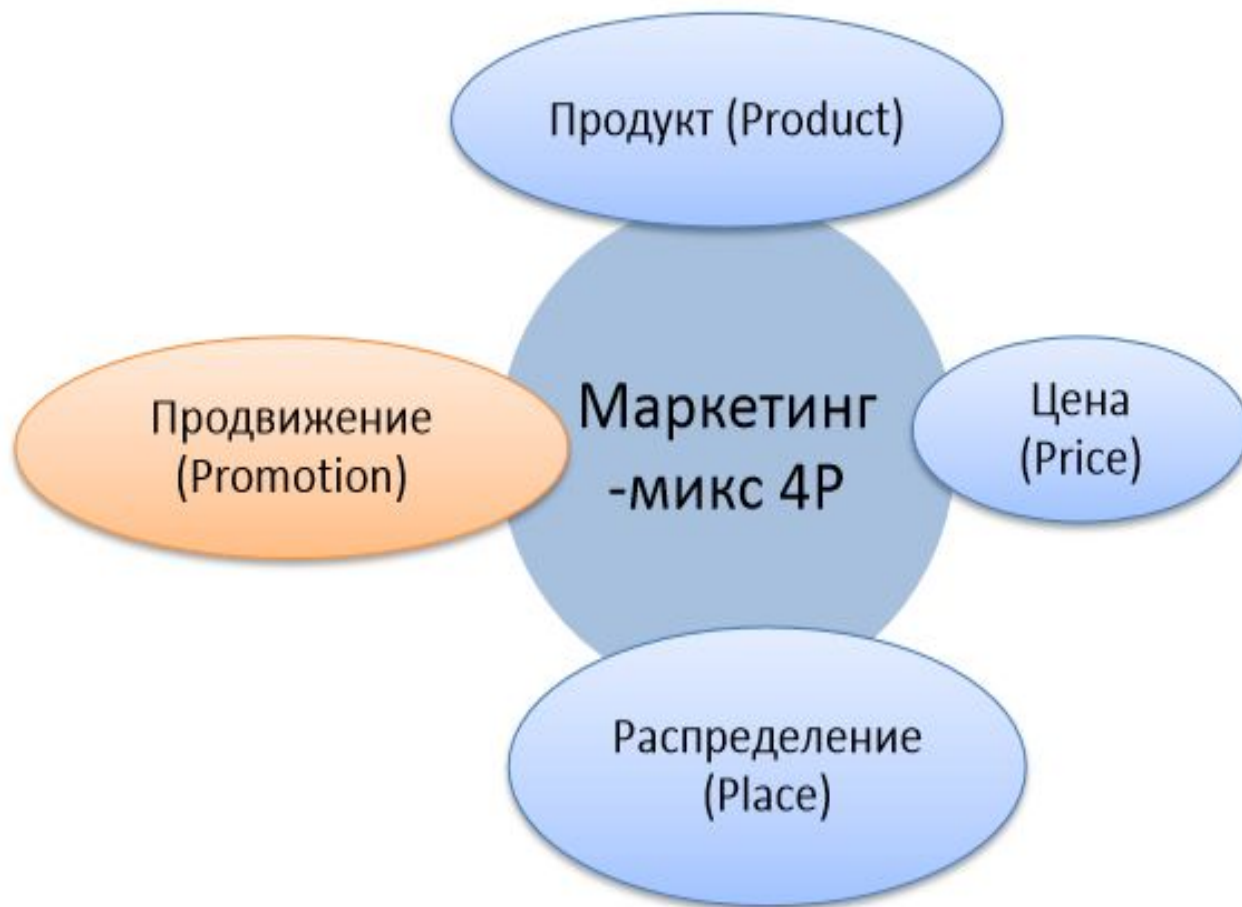 Продукт (Product)
Продвижение
(Promotion)
Маркетинг
-микс 4P
Цена
(Price)
Распределение
(Place)